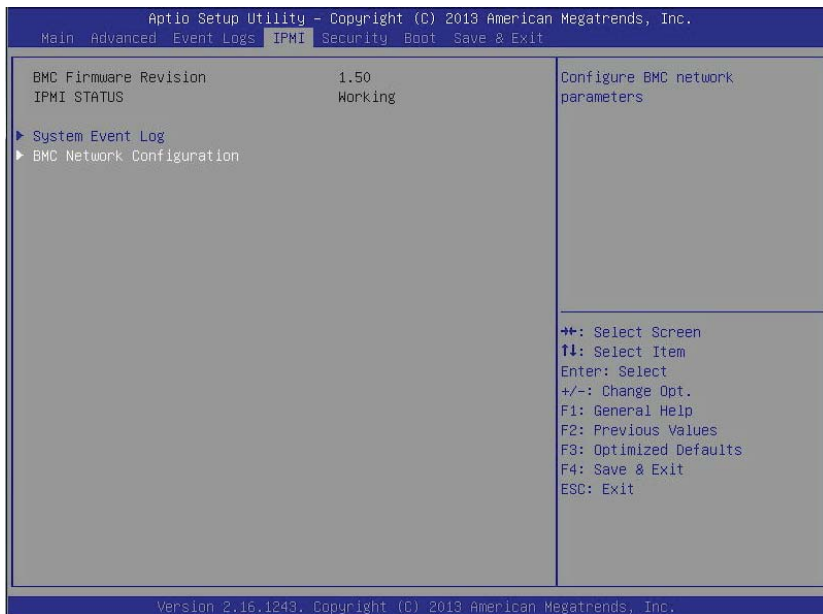 Aptio Setup Utility – Copyright (C) 2013 American Megatrends, Inc.
Main Advanced Event Logs IPMI Security Boot Save & Exit
BMC Firmware Revision 1.50
IPMI STATUS Working
System Event Log
BMC Network Configuration
Configure BMC network
parameters
→←: Select Screen
↑↓: Select Item
Enter: Select
+/-: Change Opt.
F1: General Help
F2: Previous Values
F3: Optimized Defaults
F4: Save & Exit
ESC: Exit
Version 2.16.1243. Copyright (C) 2013 American Megatrends, Inc.